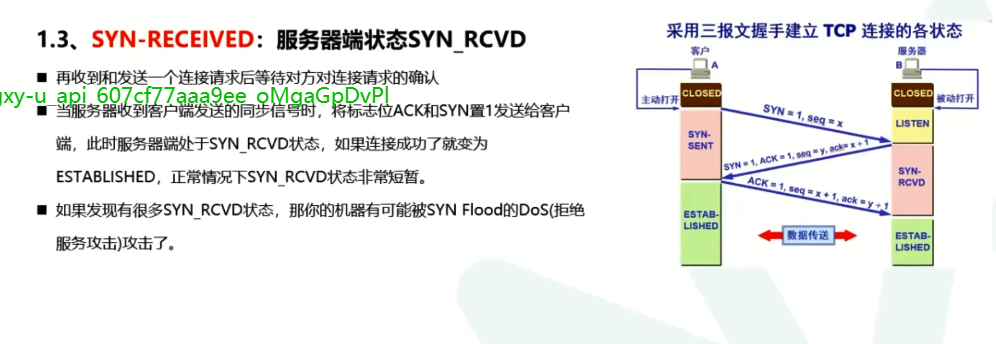 1.3、SYN-RECEIVED：服务器端状态SYN_RCVD
■ 再收到和发送一个连接请求后等待对方对连接请求的确认
gxy-u_api_607cf77aaa9ee_oMgaGpDvPl
■ 当服务器收到客户端发送的同步信号时，将标志位ACK和SYN置1发送给客户
端，此时服务器端处于SYN_RCVD状态，如果连接成功了就变为
ESTABLISHED，正常情况下SYN_RCVD状态非常短暂。
■ 如果发现有很多SYN_RCVD状态，那你的机器有可能被SYN Flood的DoS(拒绝
服务攻击)攻击了。
采用三报文握手建立 TCP 连接的各状态
客户
服务器
A
B
CLOSED
CLOSED
主动打开
被动打开
SYN = 1, seq = x
LISTEN
SYN-
SENT
SYN = 1, ACK = 1, seq = y, ack= x + 1
SYN-
RCVD
ACK = 1, seq = x + 1, ack = y + 1
ESTAB-
LISHED
ESTAB-
LISHED
数据传送